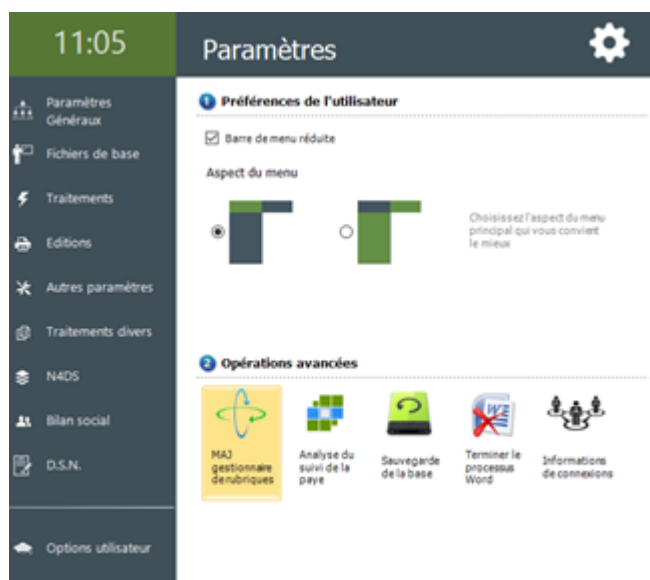 11:05
Paramètres
Paramètres
Généraux
Fichiers de base
Traitements
Editions
Autres paramètres
Traitements divers
N4DS
Bilan social
D.S.N.
Options utilisateur
1 Préférences de l'utilisateur
Barre de menu réduite
Aspect du menu
Choisissez l'aspect du menu
principal qui vous convient
le mieux
2 Opérations avancées
MAJ
gestionnaire
de rubriques
Analyse du
suivi de la
paye
Sauvegarde
de la base
W
Terminer le
processus
Word
Informations
de connexions